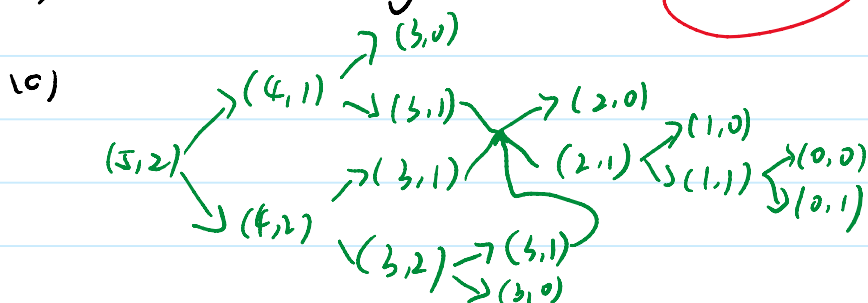 (3,0)
(c) (4,1) (3,1) (2,0)
(5,2) (3,1) (2,1) (1,0) (1,1) (0,0) (0,1)
(4,2) (3,2) (3,1)
(3,0)